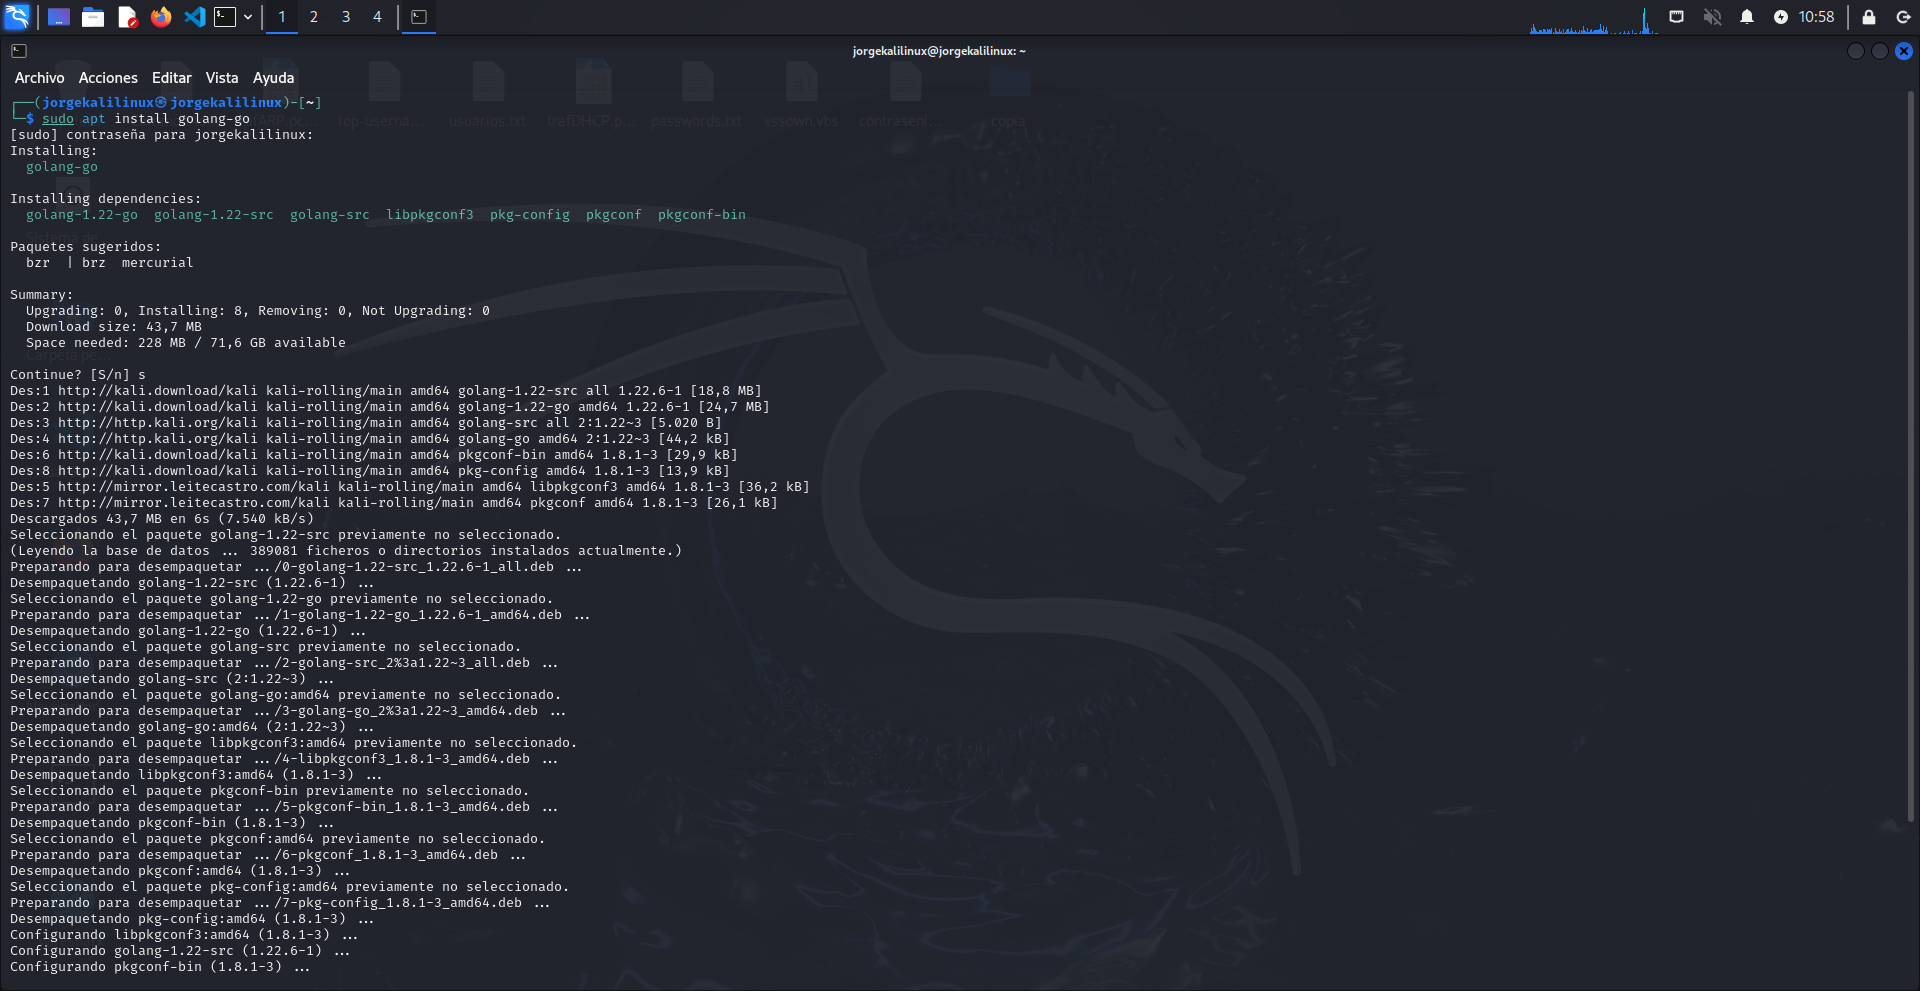 1 2 3 4
10:58
jorgekalilinux@jorgekalilinux: ~
Archivo Acciones Editar Vista Ayuda
┌──(jorgekalilinux㉿jorgekalilinux)-[~]
└─$ sudo apt install golang-go
[sudo] contraseña para jorgekalilinux:
Installing:
golang-go
Installing dependencies:
golang-1.22-go golang-1.22-src golang-src libpkgconf3 pkg-config pkgconf pkgconf-bin
Paquetes sugeridos:
bzr | brz mercurial
Summary:
Upgrading: 0, Installing: 8, Removing: 0, Not Upgrading: 0
Download size: 43,7 MB
Space needed: 228 MB / 71,6 GB available
Continue? [S/n] s
Des:1 http://kali.download/kali kali-rolling/main amd64 golang-1.22-src all 1.22.6-1 [18,8 MB]
Des:2 http://kali.download/kali kali-rolling/main amd64 golang-1.22-go amd64 1.22.6-1 [24,7 MB]
Des:3 http://http.kali.org/kali kali-rolling/main amd64 golang-src all 2:1.22~3 [5.020 B]
Des:4 http://http.kali.org/kali kali-rolling/main amd64 golang-go amd64 2:1.22~3 [44,2 kB]
Des:6 http://kali.download/kali kali-rolling/main amd64 pkgconf-bin amd64 1.8.1-3 [29,9 kB]
Des:8 http://kali.download/kali kali-rolling/main amd64 pkg-config amd64 1.8.1-3 [13,9 kB]
Des:5 http://mirror.leitecastro.com/kali kali-rolling/main amd64 libpkgconf3 amd64 1.8.1-3 [36,2 kB]
Des:7 http://mirror.leitecastro.com/kali kali-rolling/main amd64 pkgconf amd64 1.8.1-3 [26,1 kB]
Descargados 43,7 MB en 6s (7.540 kB/s)
Seleccionando el paquete golang-1.22-src previamente no seleccionado.
(Leyendo la base de datos ... 389081 ficheros o directorios instalados actualmente.)
Preparando para desempaquetar .../0-golang-1.22-src_1.22.6-1_all.deb ...
Desempaquetando golang-1.22-src (1.22.6-1) ...
Seleccionando el paquete golang-1.22-go previamente no seleccionado.
Preparando para desempaquetar .../1-golang-1.22-go_1.22.6-1_amd64.deb ...
Desempaquetando golang-1.22-go (1.22.6-1) ...
Seleccionando el paquete golang-src previamente no seleccionado.
Preparando para desempaquetar .../2-golang-src_2%3a1.22~3_all.deb ...
Desempaquetando golang-src (2:1.22~3) ...
Seleccionando el paquete golang-go:amd64 previamente no seleccionado.
Preparando para desempaquetar .../3-golang-go_2%3a1.22~3_amd64.deb ...
Desempaquetando golang-go:amd64 (2:1.22~3) ...
Seleccionando el paquete libpkgconf3:amd64 previamente no seleccionado.
Preparando para desempaquetar .../4-libpkgconf3_1.8.1-3_amd64.deb ...
Desempaquetando libpkgconf3:amd64 (1.8.1-3) ...
Seleccionando el paquete pkgconf-bin previamente no seleccionado.
Preparando para desempaquetar .../5-pkgconf-bin_1.8.1-3_amd64.deb ...
Desempaquetando pkgconf-bin (1.8.1-3) ...
Seleccionando el paquete pkgconf:amd64 previamente no seleccionado.
Preparando para desempaquetar .../6-pkgconf_1.8.1-3_amd64.deb ...
Desempaquetando pkgconf:amd64 (1.8.1-3) ...
Seleccionando el paquete pkg-config:amd64 previamente no seleccionado.
Preparando para desempaquetar .../7-pkg-config_1.8.1-3_amd64.deb ...
Desempaquetando pkg-config:amd64 (1.8.1-3) ...
Configurando libpkgconf3:amd64 (1.8.1-3) ...
Configurando golang-1.22-src (1.22.6-1) ...
Configurando pkgconf-bin (1.8.1-3) ...
top-userna... usuarios.txt trafDHCP.p... passwords.txt vssown.vbs contraseni... copia
Carpeta pe...